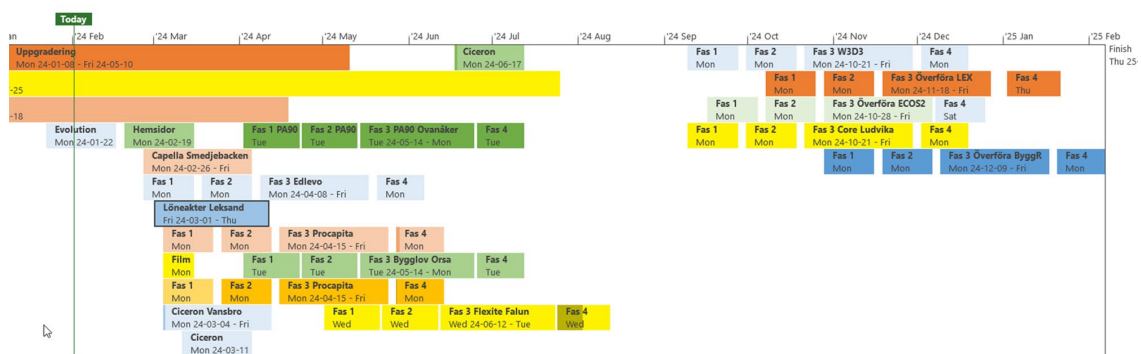 Today
an '24 Feb '24 Mar '24 Apr '24 May '24 Jun '24 Jul '24 Aug '24 Sep '24 Oct '24 Nov '24 Dec '25 Jan '25 Feb
Uppgradering Ciceron Fas 1 Fas 2 Fas 3 W3D3 Fas 4 Finish
Mon 24-01-08 - Fri 24-05-10 Mon 24-06-17 Mon Mon Mon 24-10-21 - Fri Mon Thu 25-
Fas 1 Fas 2 Fas 3 Överföra LEX Fas 4
-25 Mon Mon Mon 24-11-18 - Fri Thu
Fas 1 Fas 2 Fas 3 Överföra ECOS2 Fas 4
-18 Mon Mon Mon 24-10-28 - Fri Sat
Evolution Hemsidor Fas 1 PA90 Fas 2 PA90 Fas 3 PA90 Ovanåker Fas 4 Fas 1 Fas 2 Fas 3 Core Ludvika Fas 4
Mon 24-01-22 Mon 24-02-19 Tue Tue Tue 24-05-14 - Mon Tue Mon Mon Mon 24-10-21 - Fri Mon
Capella Smedjebacken Fas 1 Fas 2 Fas 3 Överföra ByggR Fas 4
Mon 24-02-26 - Fri Mon Mon Mon 24-12-09 - Fri Mon
Fas 1 Fas 2 Fas 3 Edlevo Fas 4
Mon Mon Mon 24-04-08 - Fri Mon
Löneakter Leksand
Fri 24-03-01 - Thu
Fas 1 Fas 2 Fas 3 Procapita Fas 4
Mon Mon Mon 24-04-15 - Fri Mon
Film Fas 1 Fas 2 Fas 3 Bygglov Orsa Fas 4
Mon Tue Tue Tue 24-05-14 - Mon Tue
Fas 1 Fas 2 Fas 3 Procapita Fas 4
Mon Mon Mon 24-04-15 - Fri Mon
Ciceron Vansbro Fas 1 Fas 2 Fas 3 Flexite Falun Fas 4
Mon 24-03-04 - Fri Wed Wed Wed 24-06-12 - Tue Wed
Ciceron
Mon 24-03-11